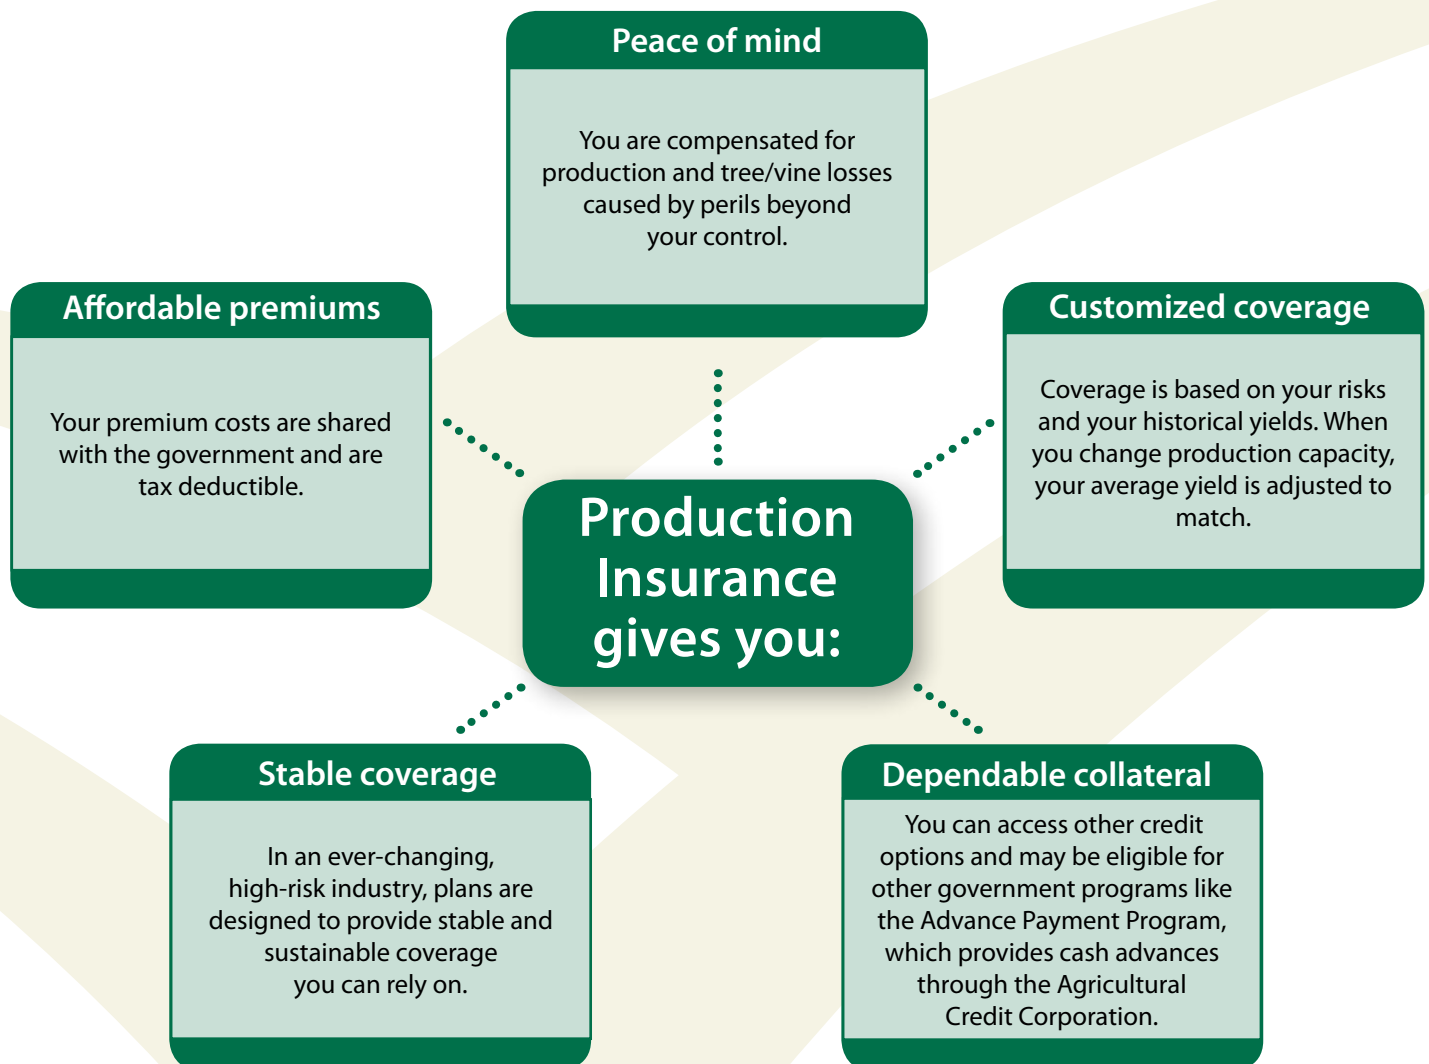 Peace of mind
You are compensated for
production and tree/vine losses
caused by perils beyond
your control.
Affordable premiums
Your premium costs are shared
with the government and are
tax deductible.
Customized coverage
Coverage is based on your risks
and your historical yields. When
you change production capacity,
your average yield is adjusted to
match.
Production
Insurance
gives you:
Stable coverage
In an ever-changing,
high-risk industry, plans are
designed to provide stable and
sustainable coverage
you can rely on.
Dependable collateral
You can access other credit
options and may be eligible for
other government programs like
the Advance Payment Program,
which provides cash advances
through the Agricultural
Credit Corporation.